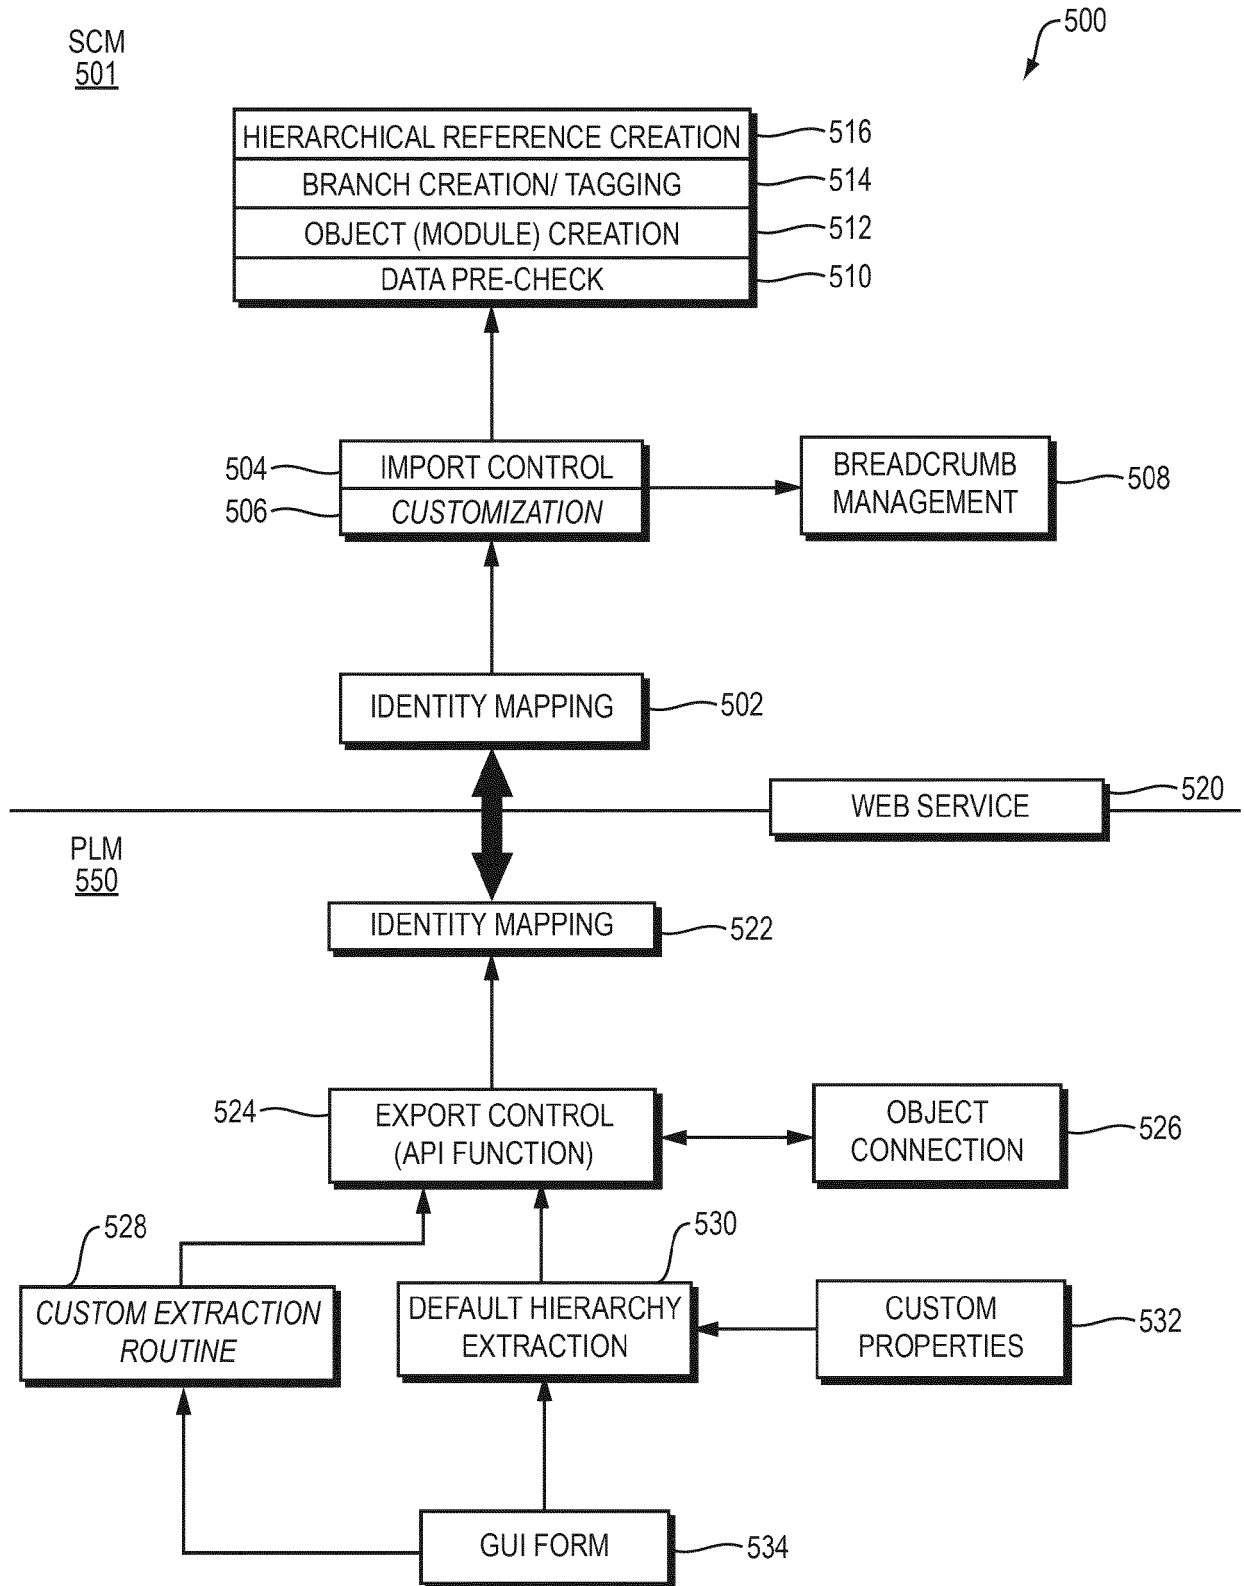 500
SCM
501
HIERARCHICAL REFERENCE CREATION
516
BRANCH CREATION/ TAGGING
514
OBJECT (MODULE) CREATION
512
DATA PRE-CHECK
510
504
IMPORT CONTROL
506
CUSTOMIZATION
BREADCRUMB
MANAGEMENT
508
IDENTITY MAPPING
502
WEB SERVICE
520
PLM
550
IDENTITY MAPPING
522
524
EXPORT CONTROL
(API FUNCTION)
OBJECT
CONNECTION
526
528
CUSTOM EXTRACTION
ROUTINE
530
DEFAULT HIERARCHY
EXTRACTION
CUSTOM
PROPERTIES
532
GUI FORM
534